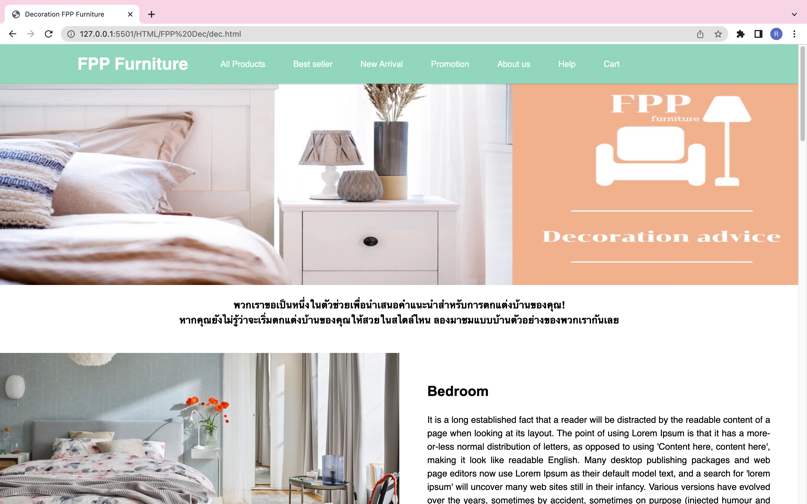 Decoration FPP Furniture
127.0.0.1:5501/HTML/FPP%20Dec/dec.html
R
FPP Furniture
All Products
Best seller
New Arrival
Promotion
About us
Help
Cart
FPP
furniture
Decoration advice
พวกเราขอเป็นหนึ่งในตัวช่วยเพื่อนำเสนอคำแนะนำสำหรับการตกแต่งบ้านของคุณ!
หากคุณยังไม่รู้ว่าจะเริ่มตกแต่งบ้านของคุณให้สวยในสไตส์ไหน ลองมาชมแบบบ้านตัวอย่างของพวกเรากันเลย
Bedroom
It is a long established fact that a reader will be distracted by the readable content of a
page when looking at its layout. The point of using Lorem Ipsum is that it has a more-
or-less normal distribution of letters, as opposed to using 'Content here, content here',
making it look like readable English. Many desktop publishing packages and web
page editors now use Lorem Ipsum as their default model text, and a search for 'lorem
ipsum' will uncover many web sites still in their infancy. Various versions have evolved
over the years, sometimes by accident, sometimes on purpose (injected humour and